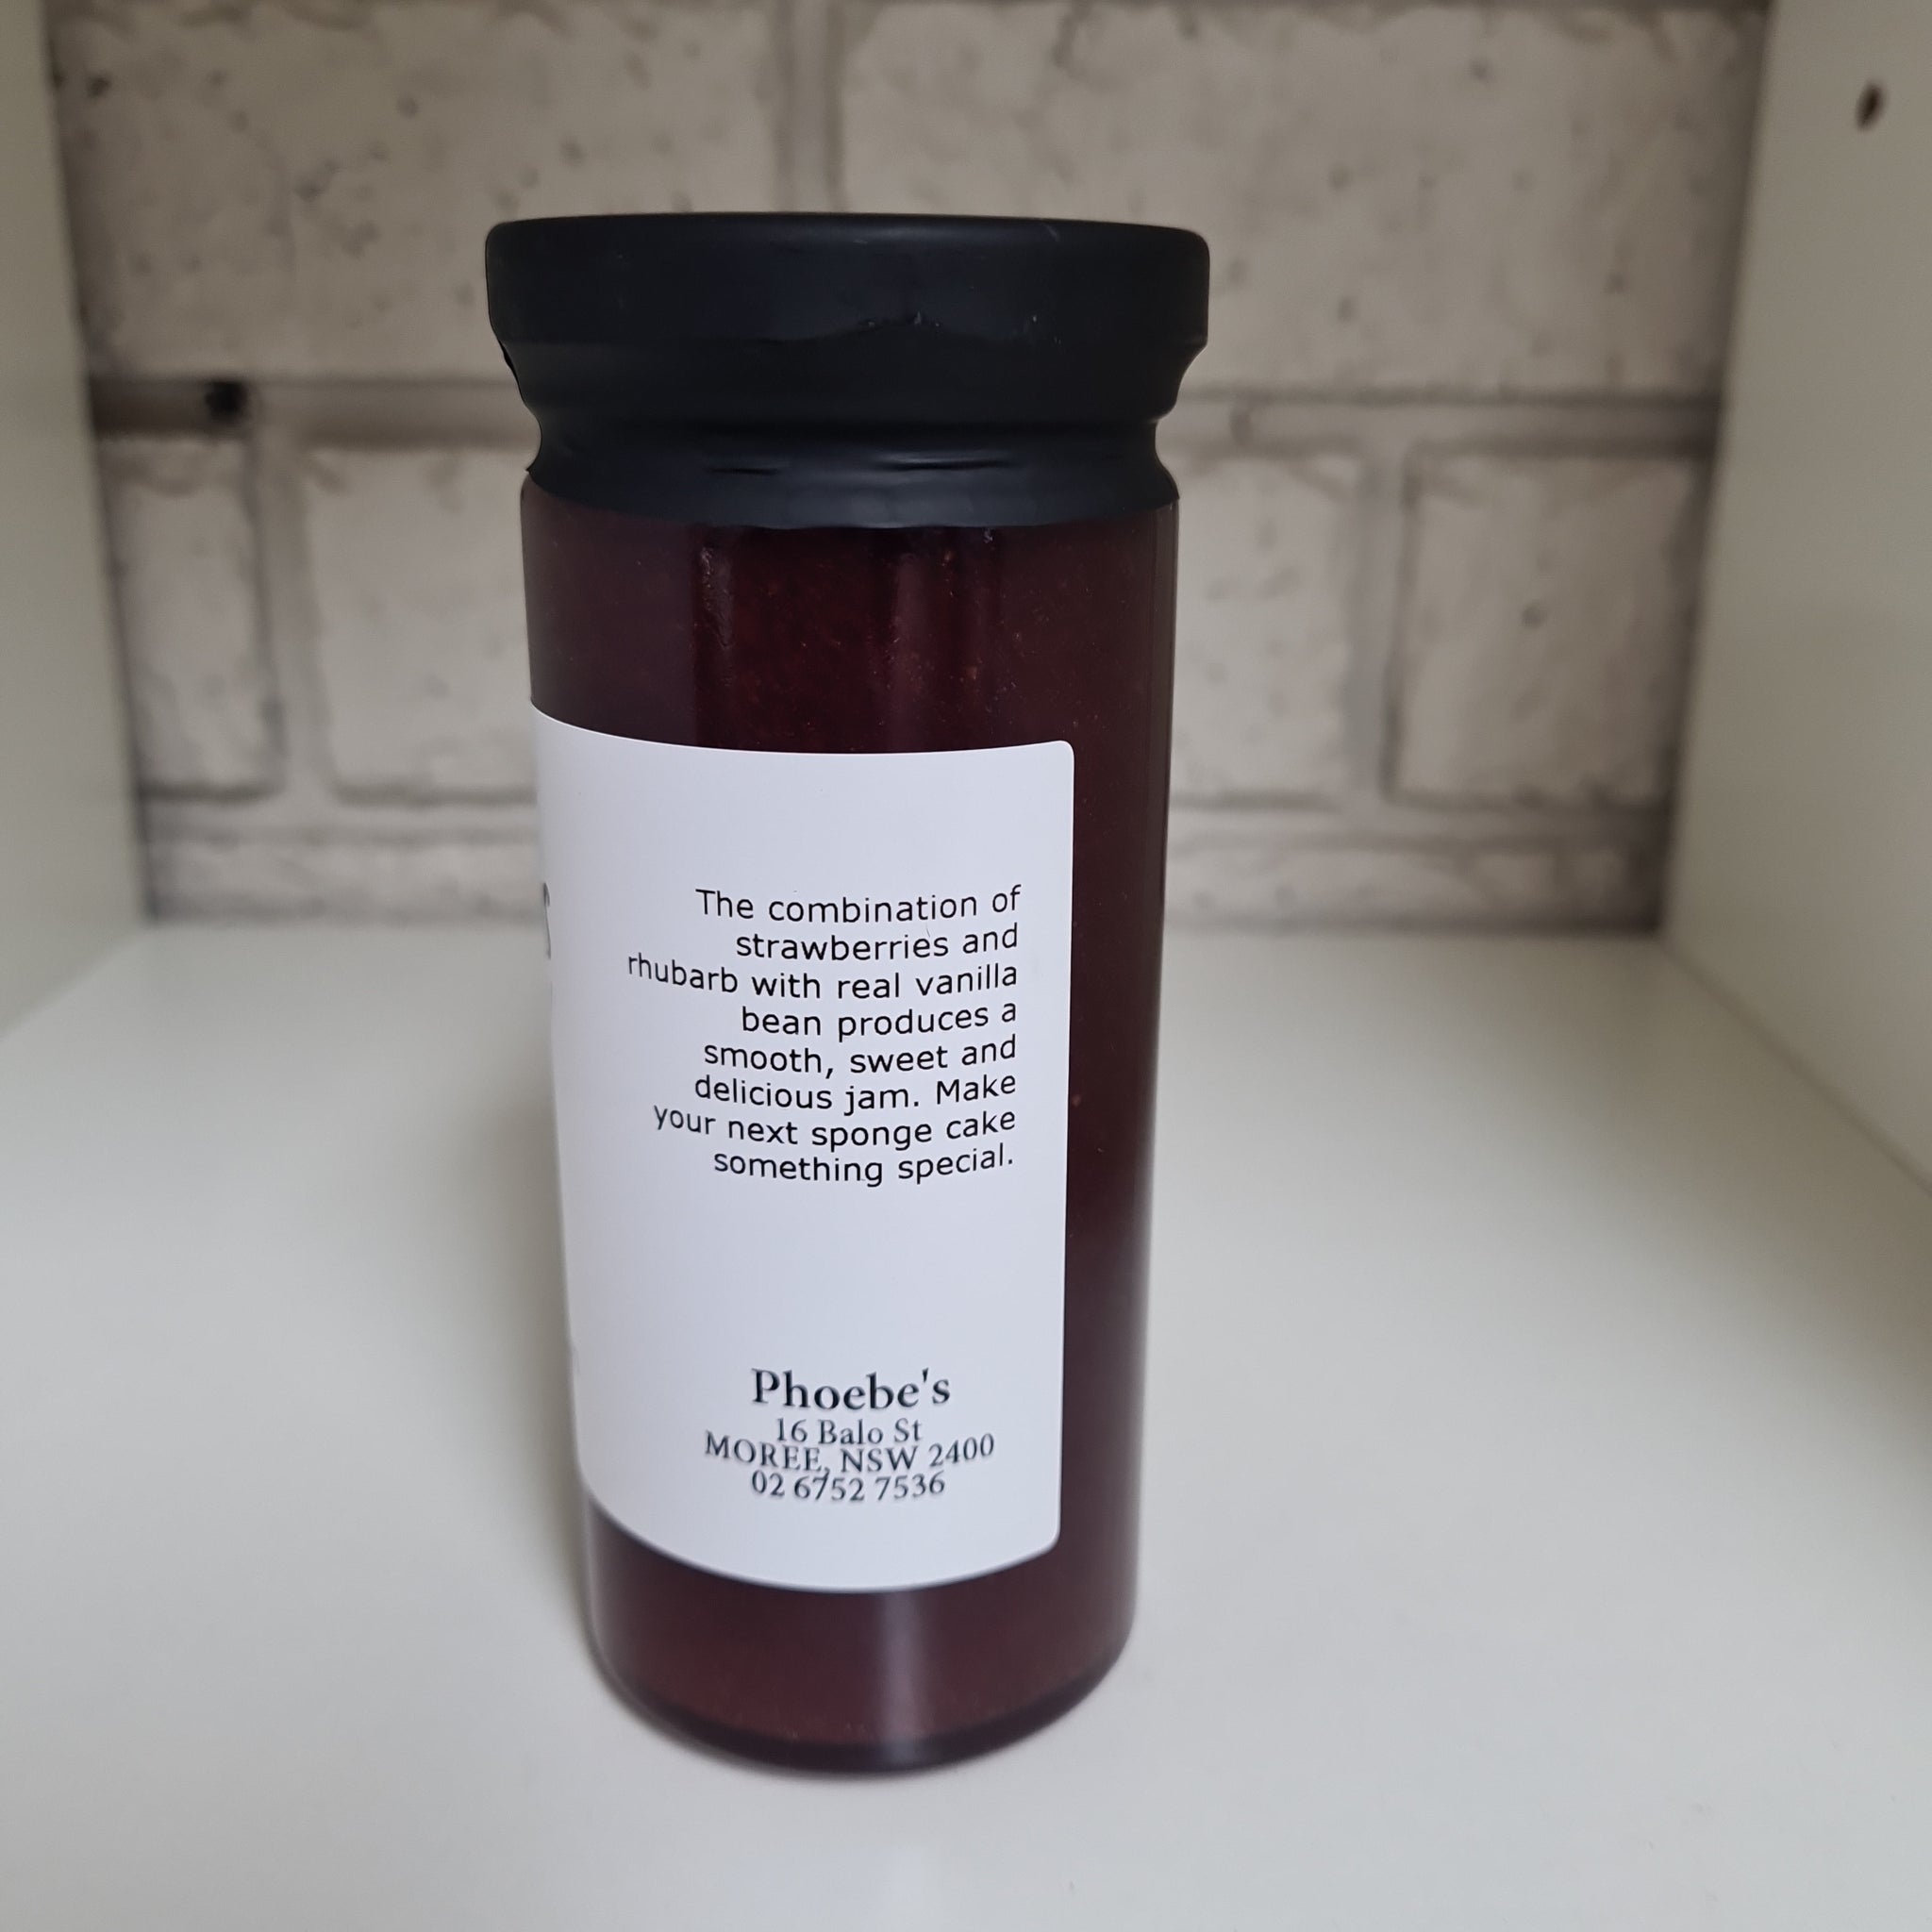 The combination of
strawberries and
rhubarb with real vanilla
bean produces a
smooth, sweet and
delicious jam. Make
your next sponge cake
something special.
Phoebe's
16 Balo St
MOREE, NSW 2400
02 6752 7536